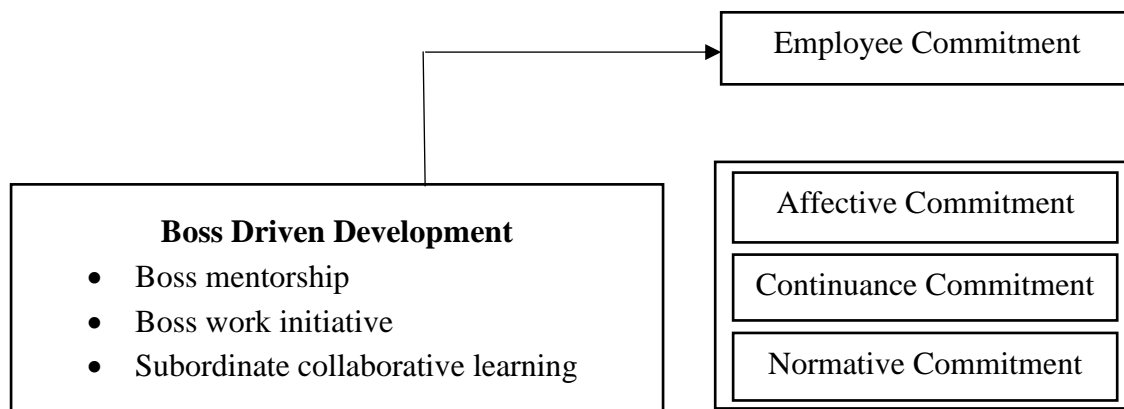 Employee Commitment
Boss Driven Development
• Boss mentorship
• Boss work initiative
• Subordinate collaborative learning
Affective Commitment
Continuance Commitment
Normative Commitment